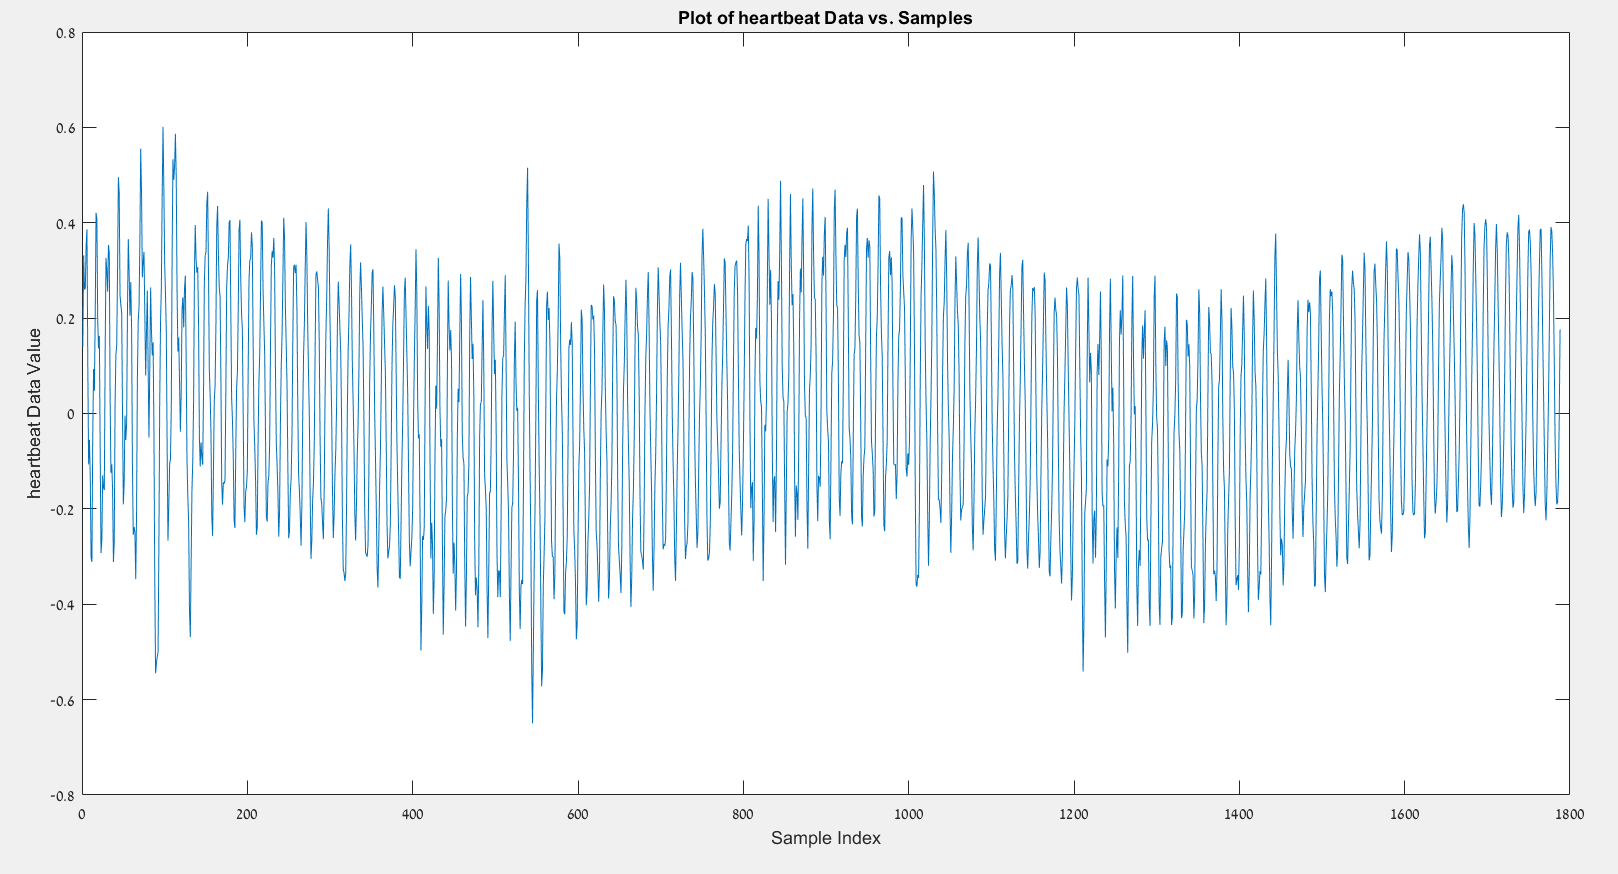 Plot of heartbeat Data vs. Samples
0.8
0.6
0.4
0.2
0
-0.2
-0.4
-0.6
-0.8
heartbeat Data Value
0 200 400 600 800 1000 1200 1400 1600 1800
Sample Index